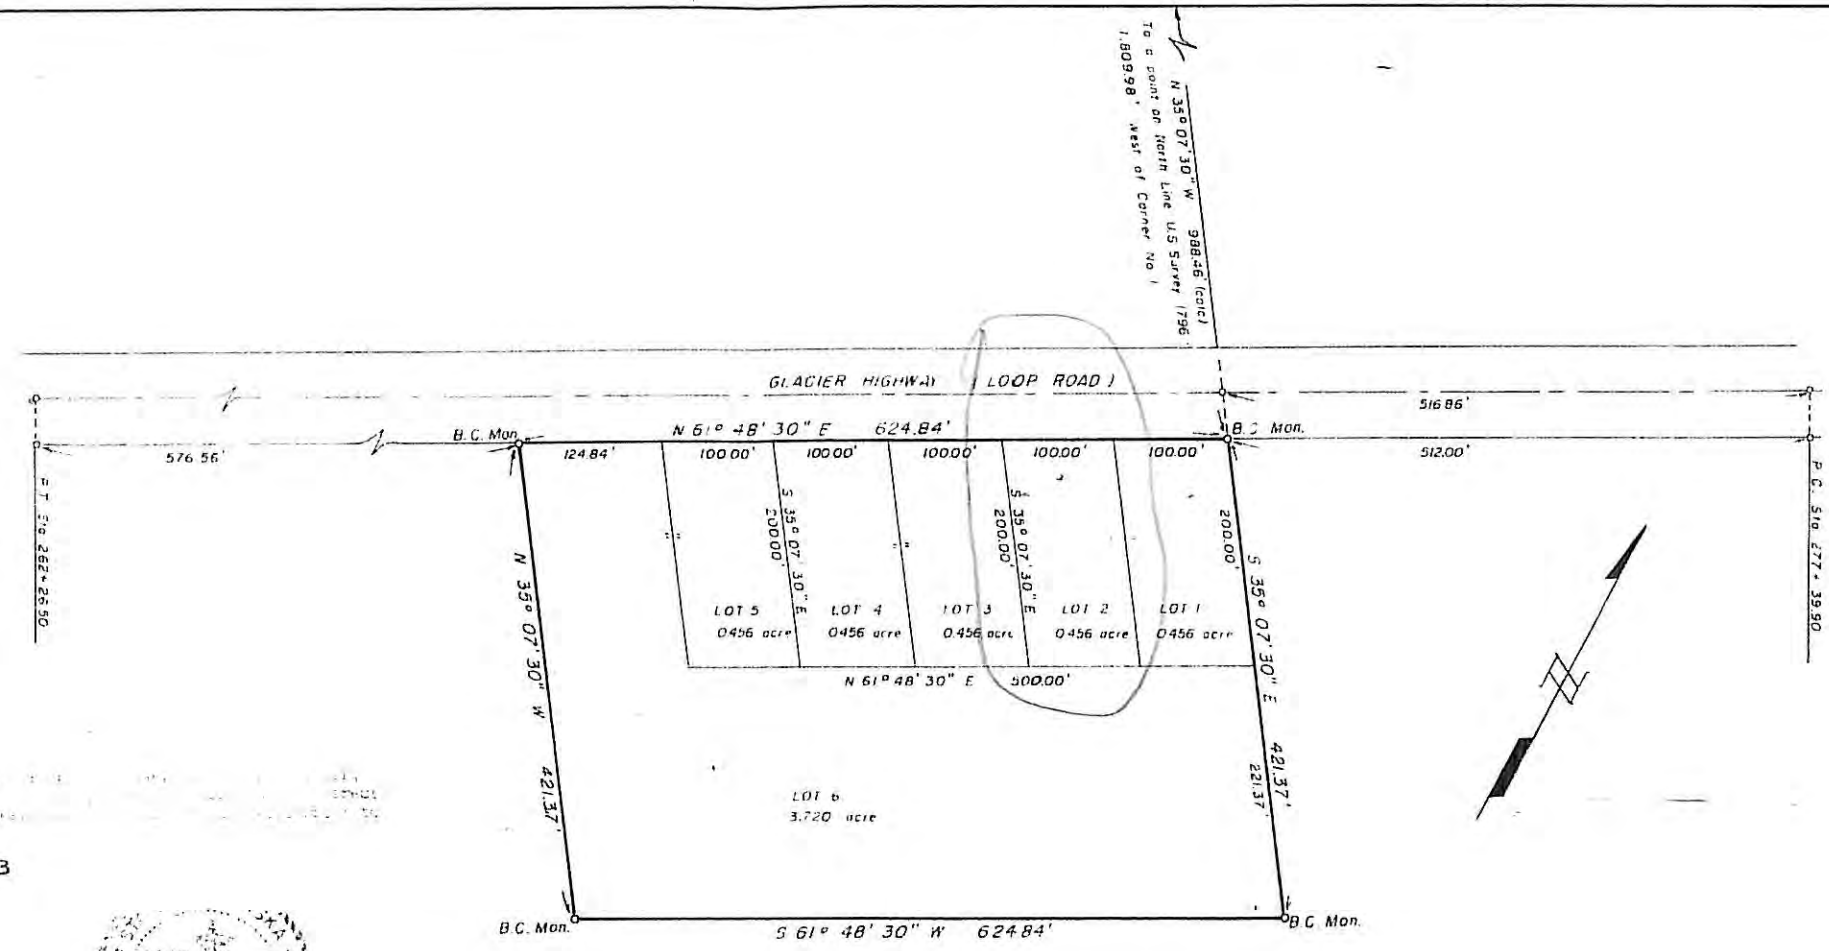 N 35° 07' 30" W 988.46' (calc)
To a point on North Line U.S Survey 1796
1,809.98' west of Corner No 1
GLACIER HIGHWAY ( LOOP ROAD )
516.86'
B.C. Mon.
N 61° 48' 30" E 624.84'
B.C Mon.
576.56'
124.84'
100.00'
100.00'
100.00'
100.00'
100.00'
512.00'
P.T. Sta 262+26.50
P.C. Sta 277+39.90
S 35° 07' 30" E
200.00'
S 35° 07' 30" E
200.00'
200.00'
S 35° 07' 30" E 421.37'
221.37'
N 35° 07' 30" W 421.37'
LOT 5
0.456 acre
LOT 4
0.456 acre
LOT 3
0.456 acre
LOT 2
0.456 acre
LOT 1
0.456 acre
N 61° 48' 30" E 500.00'
LOT 6
3.720 acre
B.C. Mon.
S 61° 48' 30" W 624.84'
B.C. Mon.